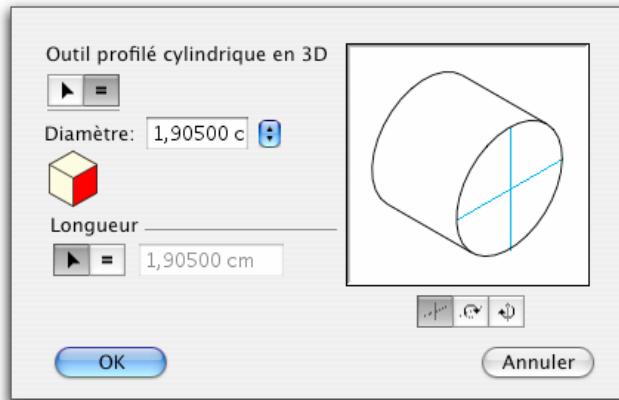 Outil profilé cylindrique en 3D
=
Diamètre: 1,90500 c
Longueur
= 1,90500 cm
OK
Annuler